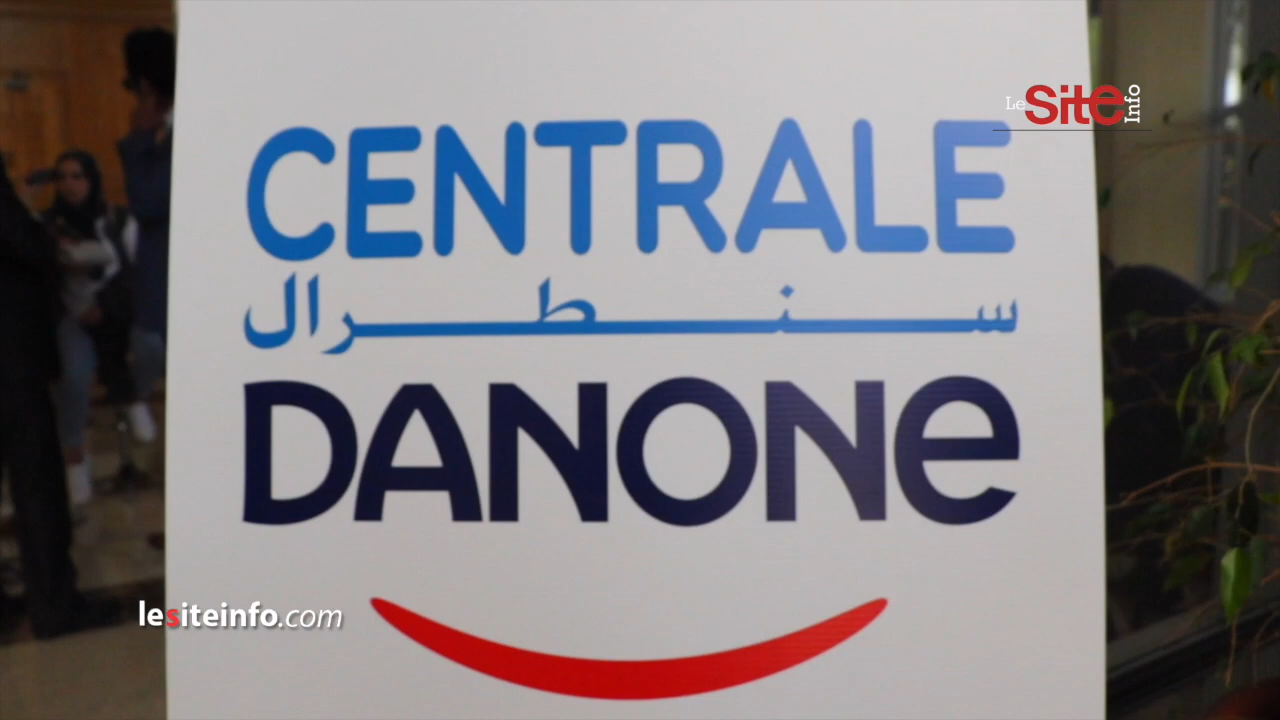 Le Site Info
CENTRALE
سنطرال
DANONe
lesiteinfo.com